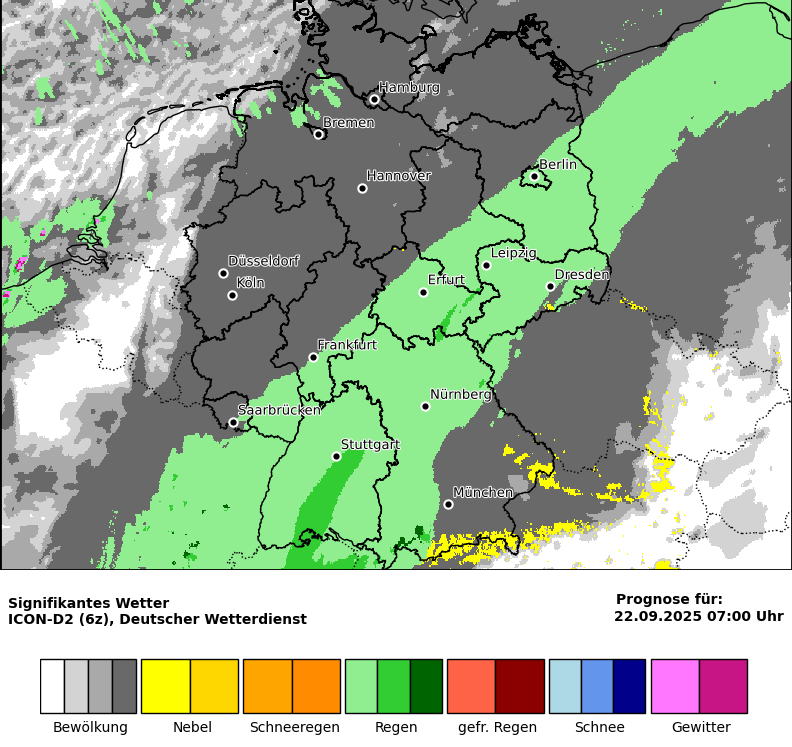 Hamburg
Bremen
Berlin
Hannover
Leipzig
Düsseldorf
Dresden
Köln
Erfurt
Frankfurt
Nürnberg
Saarbrücken
Stuttgart
München
Signifikantes Wetter
ICON-D2 (6z), Deutscher Wetterdienst
Prognose für:
22.09.2025 07:00 Uhr
Bewölkung Nebel Schneeregen Regen gefr. Regen Schnee Gewitter